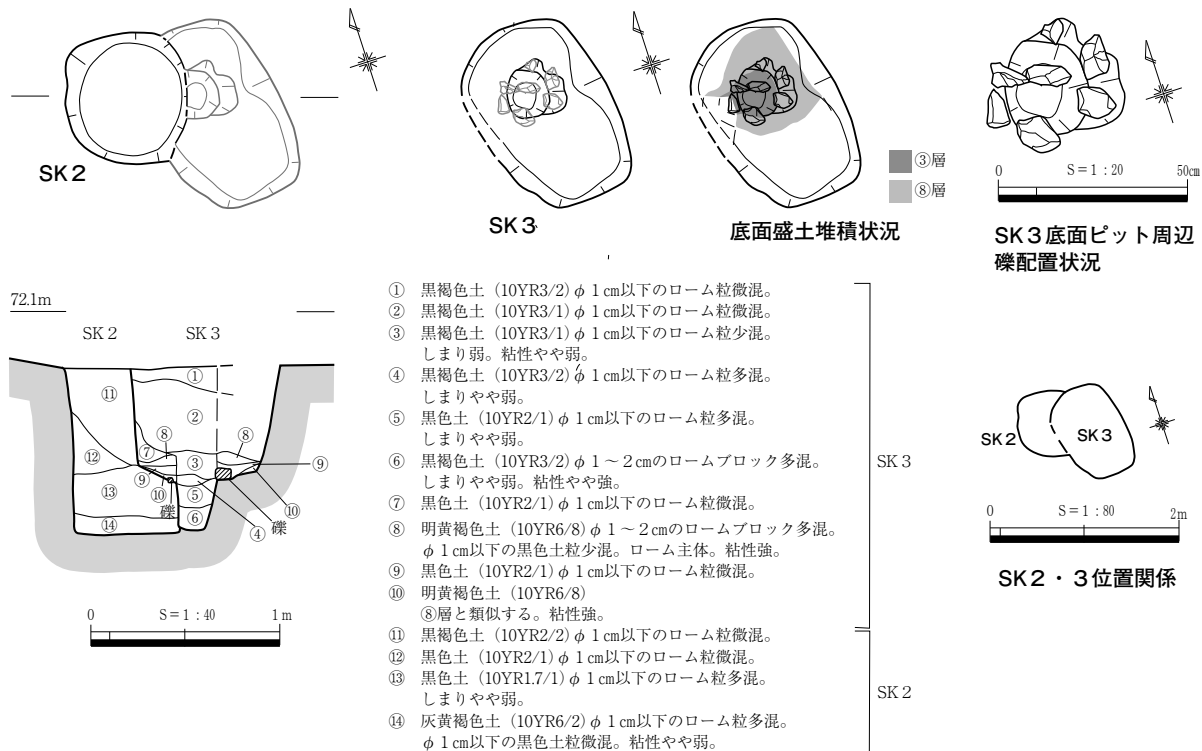 SK 2
SK 3
③層
⑧層
底面盛土堆積状況
0 S=1:20 50cm
SK 3 底面ピット周辺
礫配置状況
72.1m
SK 2 SK 3
①
②
③
④
⑤
⑥
⑦
⑧
⑧
⑨
⑨
⑩
⑩
⑪
⑫
⑬
⑭
礫
礫
0 S=1:40 1m
① 黒褐色土(10YR3/2)φ1㎝以下のローム粒微混。
② 黒褐色土(10YR3/1)φ1㎝以下のローム粒微混。
③ 黒褐色土(10YR3/1)φ1㎝以下のローム粒少混。
しまり弱。粘性やや弱。
④ 黒褐色土(10YR3/2)φ1㎝以下のローム粒多混。
しまりやや弱。
⑤ 黒色土(10YR2/1)φ1㎝以下のローム粒多混。
しまりやや弱。
⑥ 黒褐色土(10YR3/2)φ1~2㎝のロームブロック多混。
しまりやや弱。粘性やや強。
⑦ 黒色土(10YR2/1)φ1㎝以下のローム粒微混。
⑧ 明黄褐色土(10YR6/8)φ1~2㎝のロームブロック多混。
φ1㎝以下の黒色土粒少混。ローム主体。粘性強。
⑨ 黒色土(10YR2/1)φ1㎝以下のローム粒微混。
⑩ 明黄褐色土(10YR6/8)
⑧層と類似する。粘性強。
SK 3
⑪ 黒褐色土(10YR2/2)φ1㎝以下のローム粒微混。
⑫ 黒色土(10YR2/1)φ1㎝以下のローム粒微混。
⑬ 黒色土(10YR1.7/1)φ1㎝以下のローム粒多混。
しまりやや弱。
⑭ 灰黄褐色土(10YR6/2)φ1㎝以下のローム粒多混。
φ1㎝以下の黒色土粒微混。粘性やや弱。
SK 2
SK2 SK3
0 S=1:80 2m
SK 2・3 位置関係